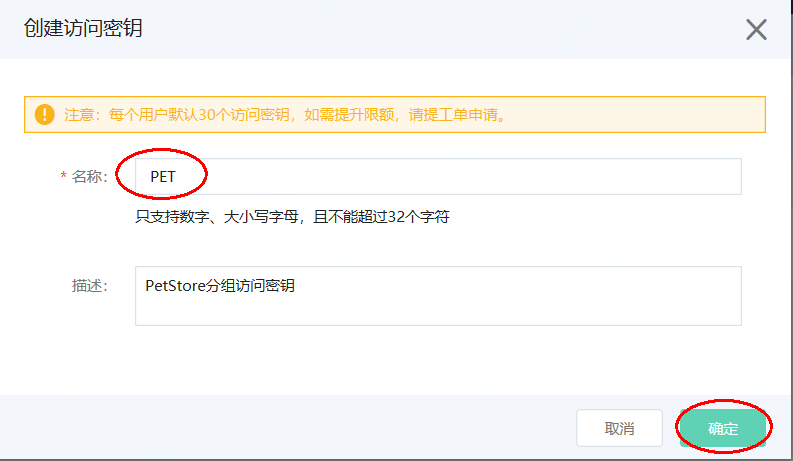 创建访问密钥
注意：每个用户默认30个访问密钥，如需提升限额，请提工单申请。
* 名称： PET
只支持数字、大小写字母，且不能超过32个字符
描述： PetStore分组访问密钥
取消 确定